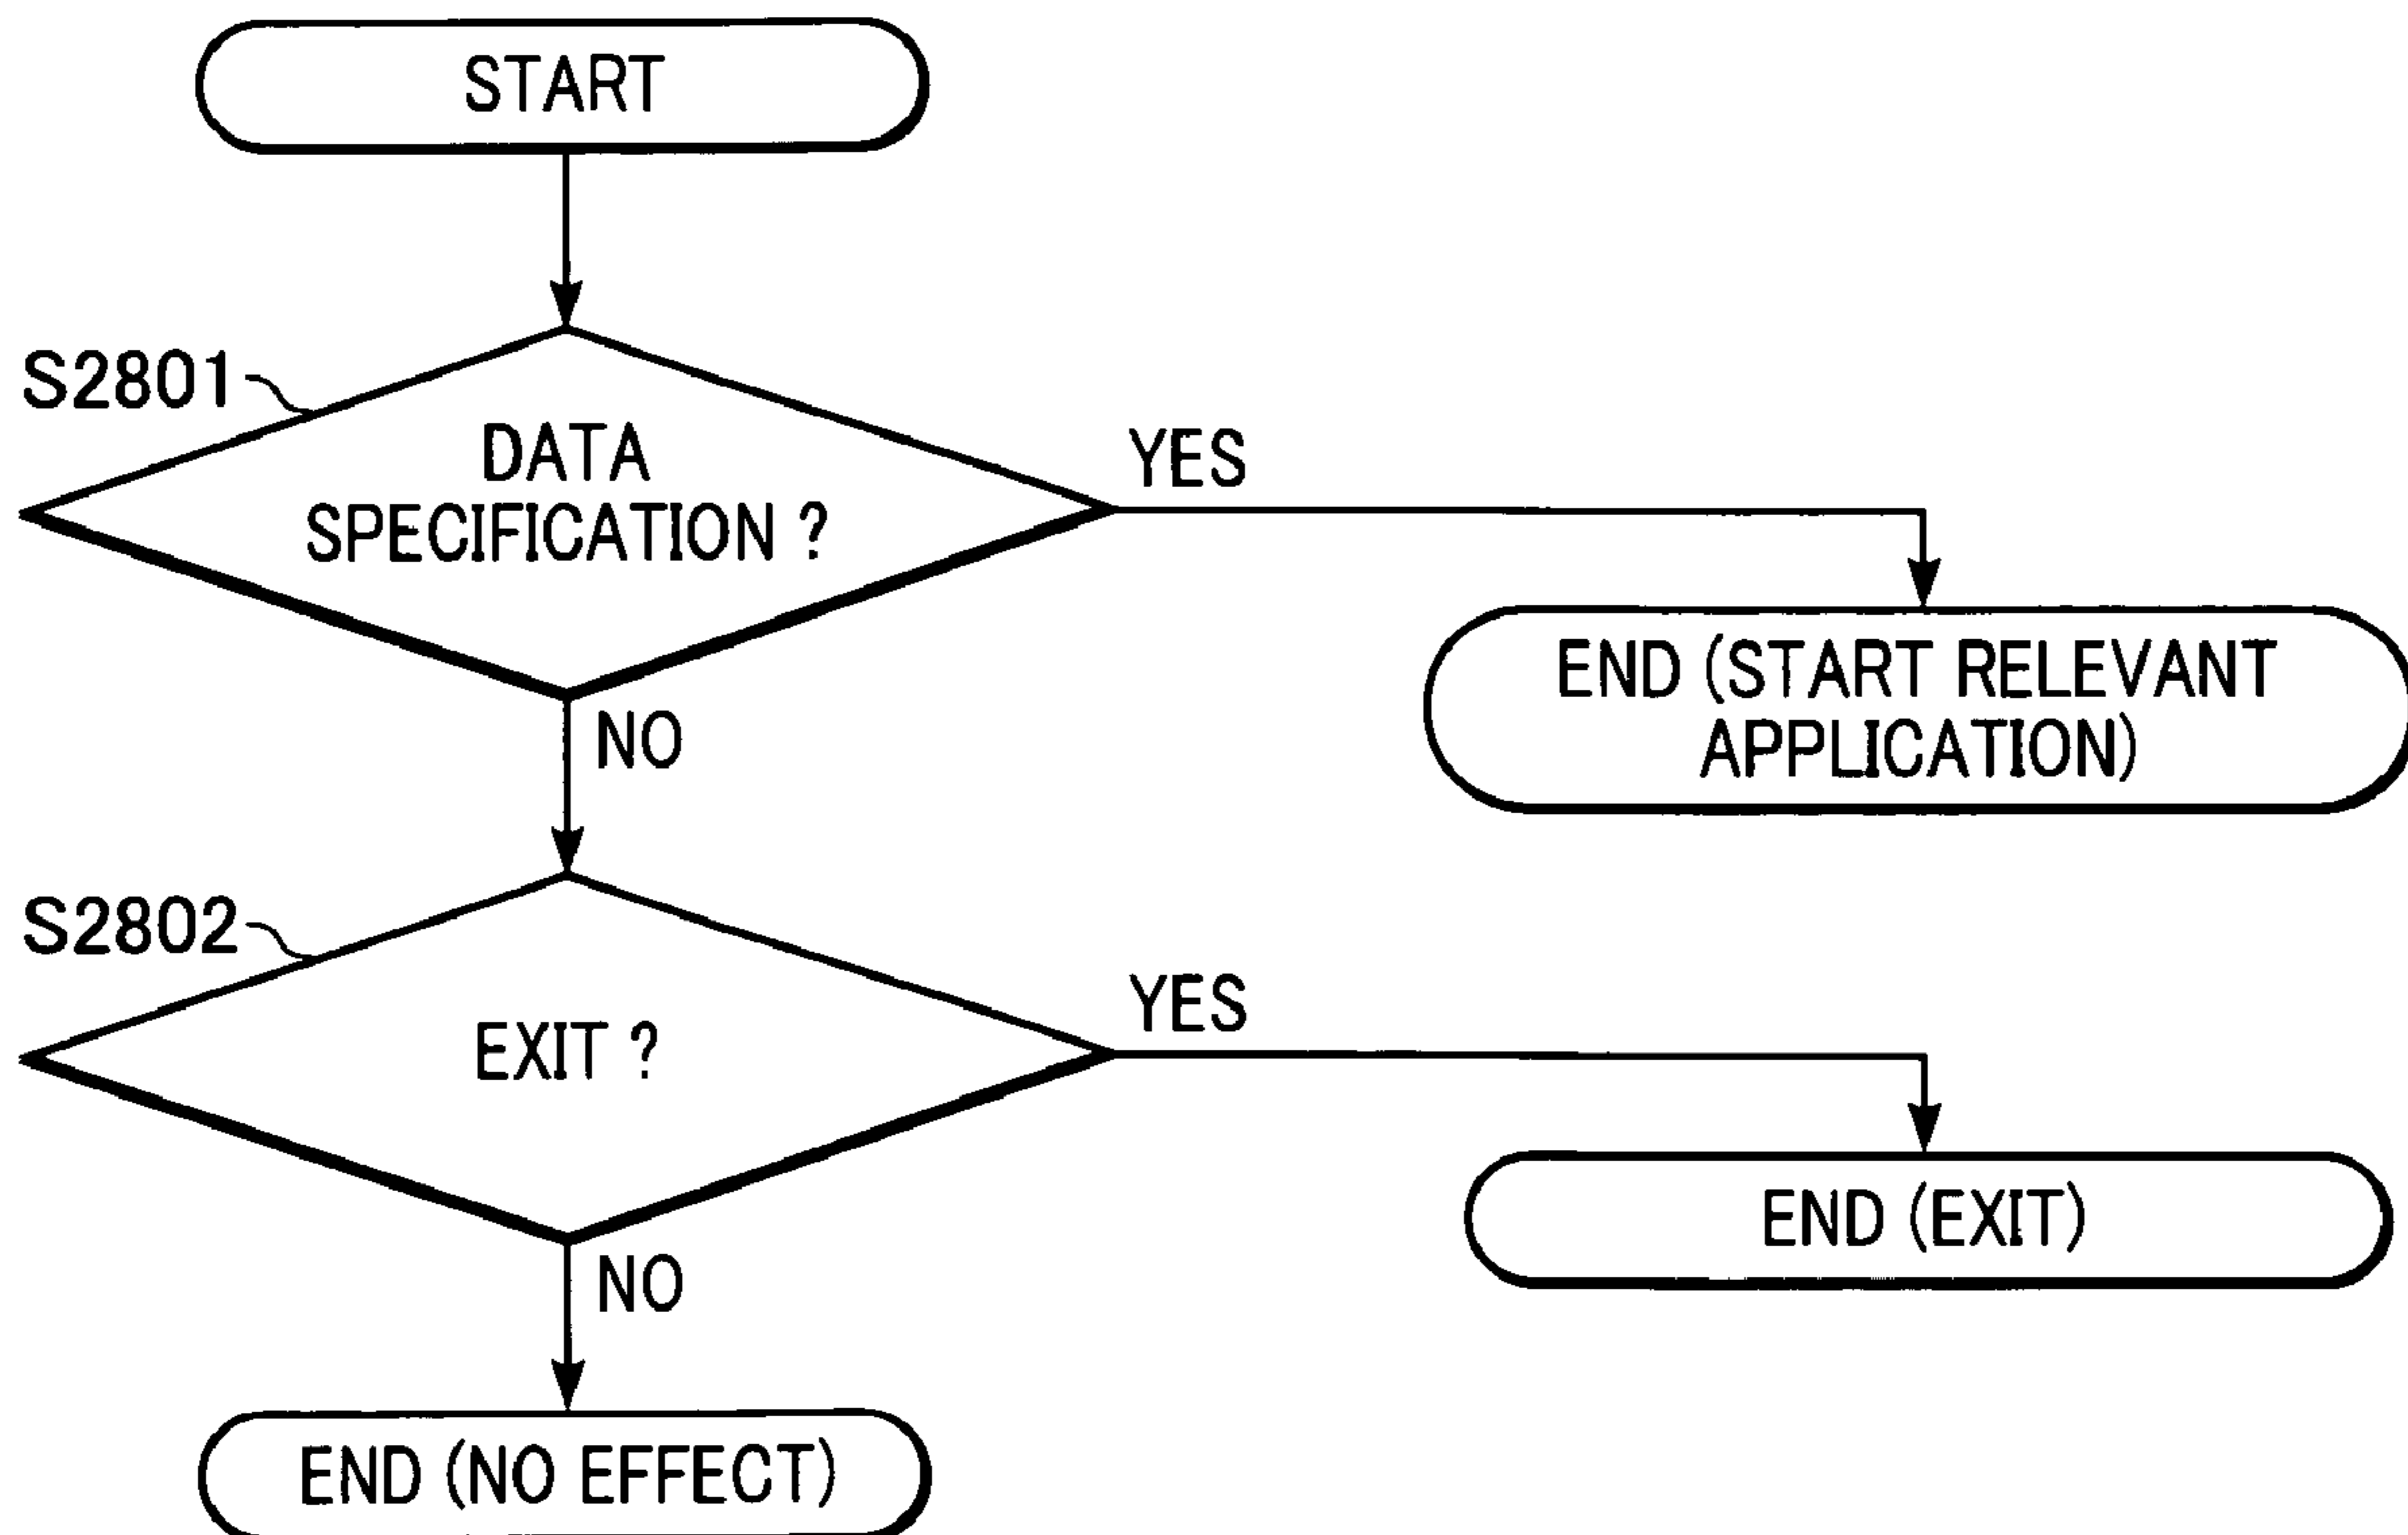 START
S2801
DATA
SPECIFICATION ?
YES
END (START RELEVANT
APPLICATION)
NO
S2802
EXIT ?
YES
END (EXIT)
NO
END (NO EFFECT)